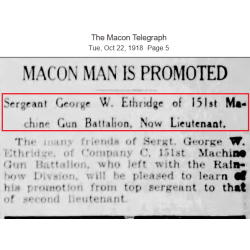 The Macon Telegraph
Tue, Oct 22, 1918 Page 5
MACON MAN IS PROMOTED
Sergeant George W. Ethridge of 151st Ma-
chine Gun Battalion, Now Lieutenant.
The many friends of Sergt. George W.
Ethridge, of Company C, 151st Machine
Gun Battalion, who left with the Rain-
bow Divsion, will be pleased to learn of
his promotion from top sergeant to that
of second lieutenant.